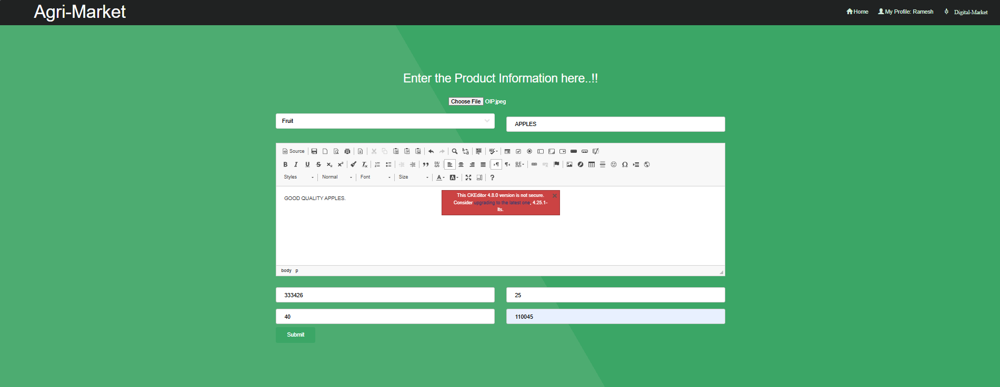 Agri-Market
Home My Profile: Ramesh Digital-Market
Enter the Product Information here..!!
Choose File OIP.jpeg
Fruit
APPLES
Source
Styles Normal Font Size
GOOD QUALITY APPLES.
This CKEditor 4.8.0 version is not secure.
Consider upgrading to the latest one, 4.25.1-
lts.
body p
333426 25
40 110045
Submit